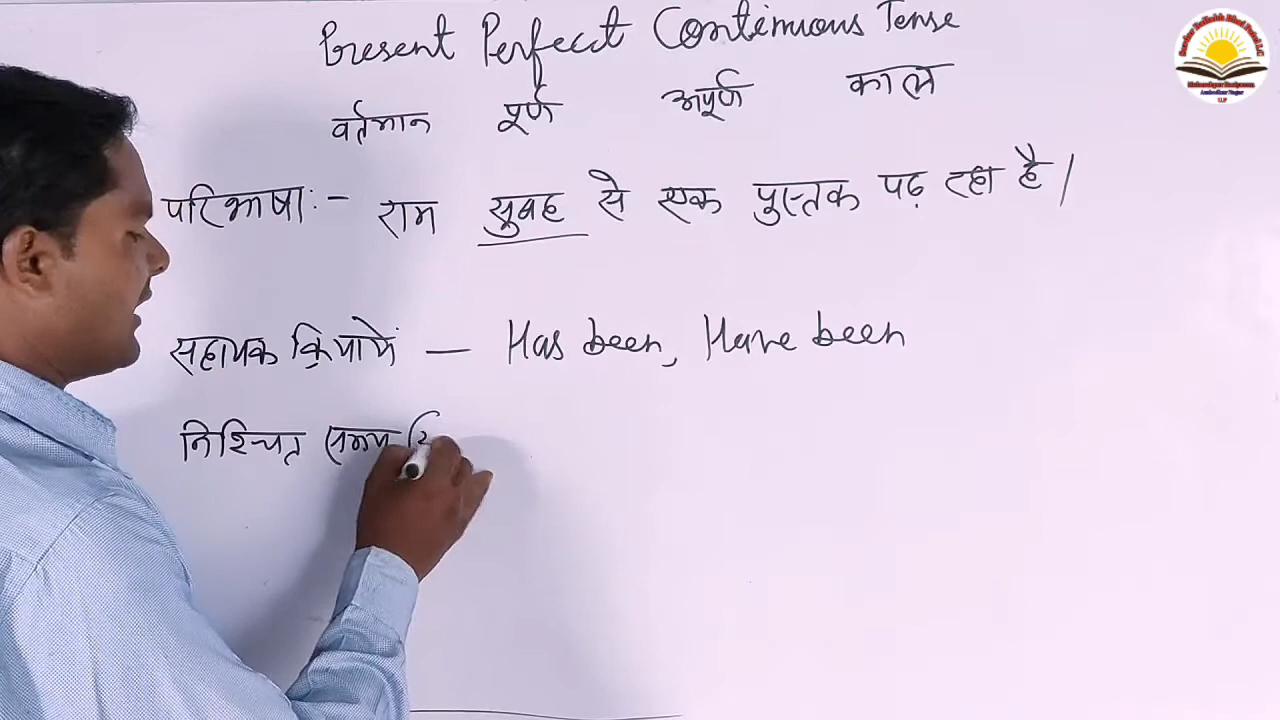 Present Perfect Continuous Tense
वर्तमान पूर्ण अपूर्ण काल
परिभाषा:- राम सुबह से एक पुस्तक पढ़ रहा है।
सहायक क्रियायें — Has been, Have been
निश्चित समय